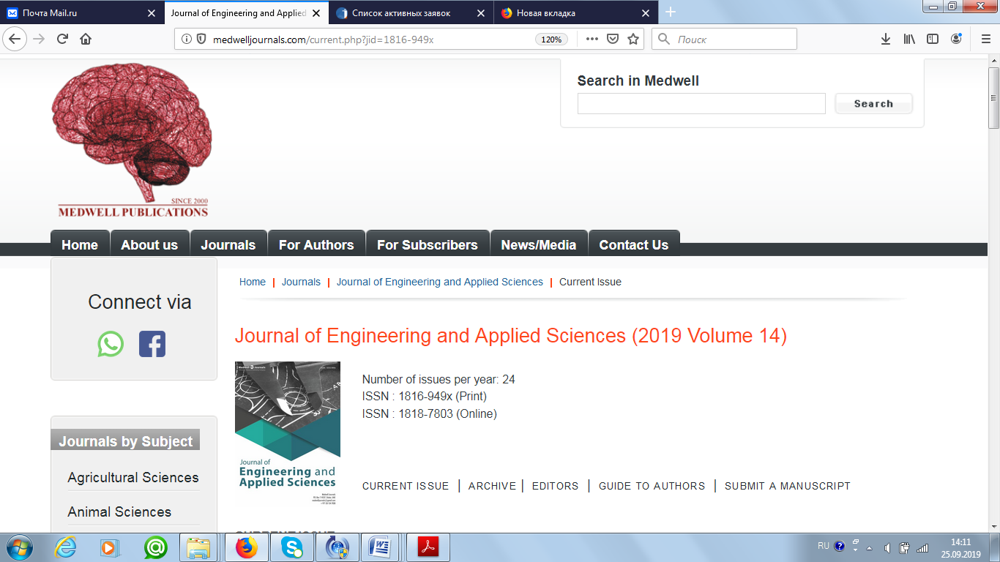 Почта Mail.ru
Journal of Engineering and Applied
Список активных заявок
Новая вкладка
medwelljournals.com/current.php?jid=1816-949x
120%
Поиск
Search in Medwell
Search
SINCE 2000
MEDWELL PUBLICATIONS
Home
About us
Journals
For Authors
For Subscribers
News/Media
Contact Us
Connect via
Home | Journals | Journal of Engineering and Applied Sciences | Current Issue
Journal of Engineering and Applied Sciences (2019 Volume 14)
Number of issues per year: 24
ISSN : 1816-949x (Print)
ISSN : 1818-7803 (Online)
Journal of
Engineering and
Applied Sciences
CURRENT ISSUE | ARCHIVE | EDITORS | GUIDE TO AUTHORS | SUBMIT A MANUSCRIPT
Journals by Subject
Agricultural Sciences
Animal Sciences
CURRENT ISSUE
RU
14:11
25.09.2019